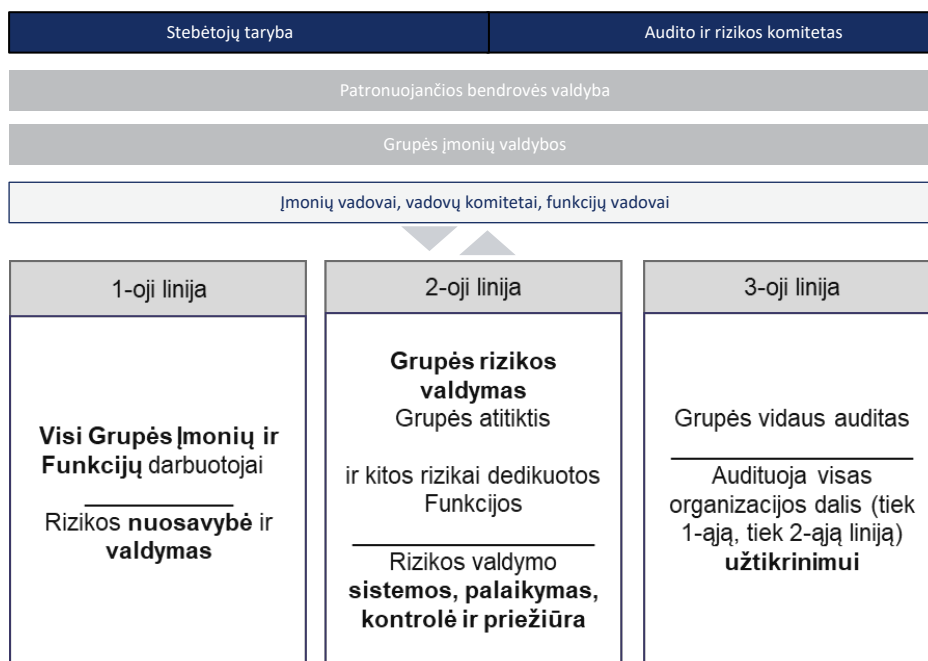 Stebėtojų taryba
Audito ir rizikos komitetas
Patronuojančios bendrovės valdyba
Grupės įmonių valdybos
Įmonių vadovai, vadovų komitetai, funkcijų vadovai
1-oji linija
Visi Grupės Įmonių ir
Funkcijų darbuotojai
Rizikos nuosavybė ir
valdymas
2-oji linija
Grupės rizikos
valdymas
Grupės atitiktis
ir kitos rizikai dedikuotos
Funkcijos
Rizikos valdymo
sistemos, palaikymas,
kontrolė ir priežiūra
3-oji linija
Grupės vidaus auditas
Audituoja visas
organizacijos dalis (tiek
1-ąją, tiek 2-ąją liniją)
užtikrinimui